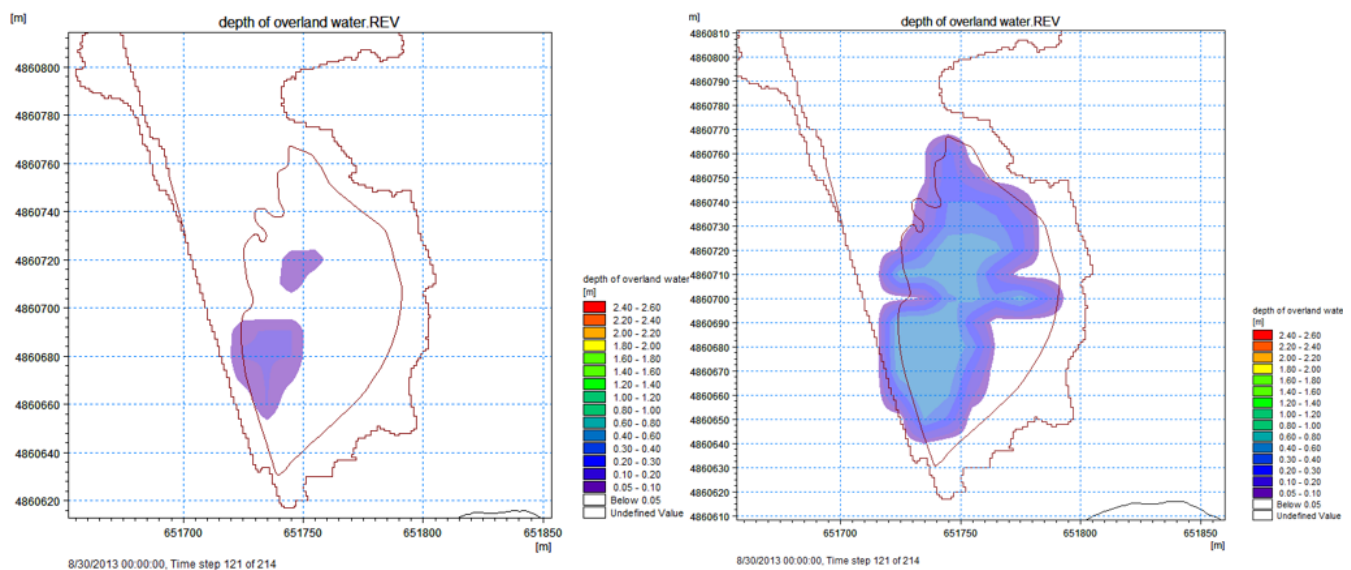 [m]
depth of overland water.REV
4860800
4860780
4860760
4860740
4860720
4860700
4860680
4860660
4860640
4860620
651700
651750
651800
651850
[m]
8/30/2013 00:00:00, Time step 121 of 214
depth of overland water
[m]
2.40 - 2.60
2.20 - 2.40
2.00 - 2.20
1.80 - 2.00
1.60 - 1.80
1.40 - 1.60
1.20 - 1.40
1.00 - 1.20
0.80 - 1.00
0.60 - 0.80
0.40 - 0.60
0.30 - 0.40
0.20 - 0.30
0.10 - 0.20
0.05 - 0.10
Below 0.05
Undefined Value
m]
depth of overland water.REV
4860810
4860800
4860790
4860780
4860770
4860760
4860750
4860740
4860730
4860720
4860710
4860700
4860690
4860680
4860670
4860660
4860650
4860640
4860630
4860620
4860610
651700
651750
651800
651850
[m]
8/30/2013 00:00:00, Time step 121 of 214
depth of overland wate
[m]
2.40 - 2.60
2.20 - 2.40
2.00 - 2.20
1.80 - 2.00
1.60 - 1.80
1.40 - 1.60
1.20 - 1.40
1.00 - 1.20
0.80 - 1.00
0.60 - 0.80
0.40 - 0.60
0.30 - 0.40
0.20 - 0.30
0.10 - 0.20
0.05 - 0.10
Below 0.05
Undefined Value